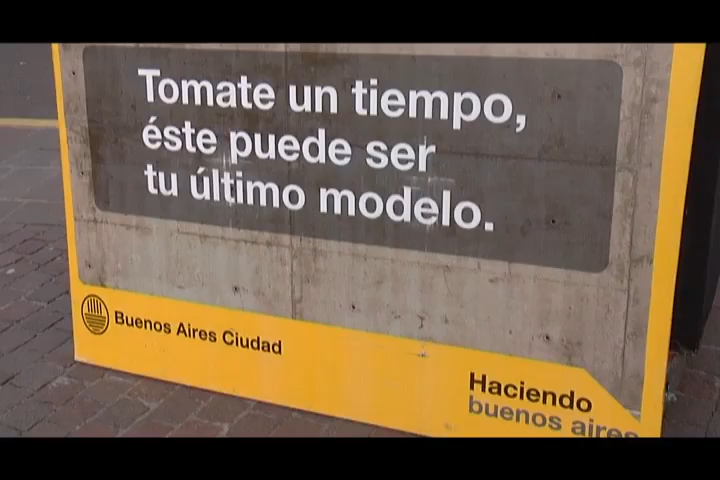 Tomate un tiempo,
éste puede ser
tu último modelo.
Buenos Aires Ciudad
Haciendo
buenos aires